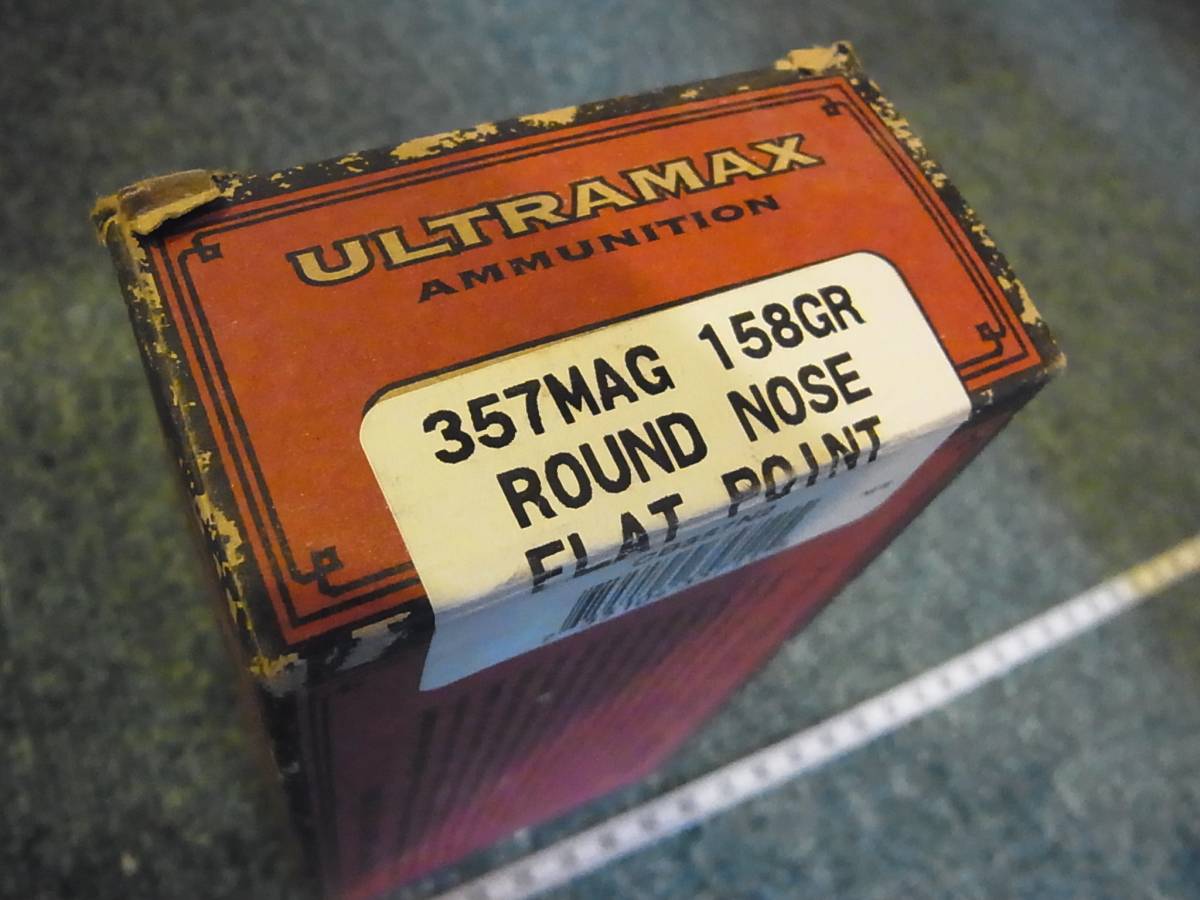 ULTRAMAX
AMMUNITION
357MAG 158GR
ROUND NOSE
FLAT POINT